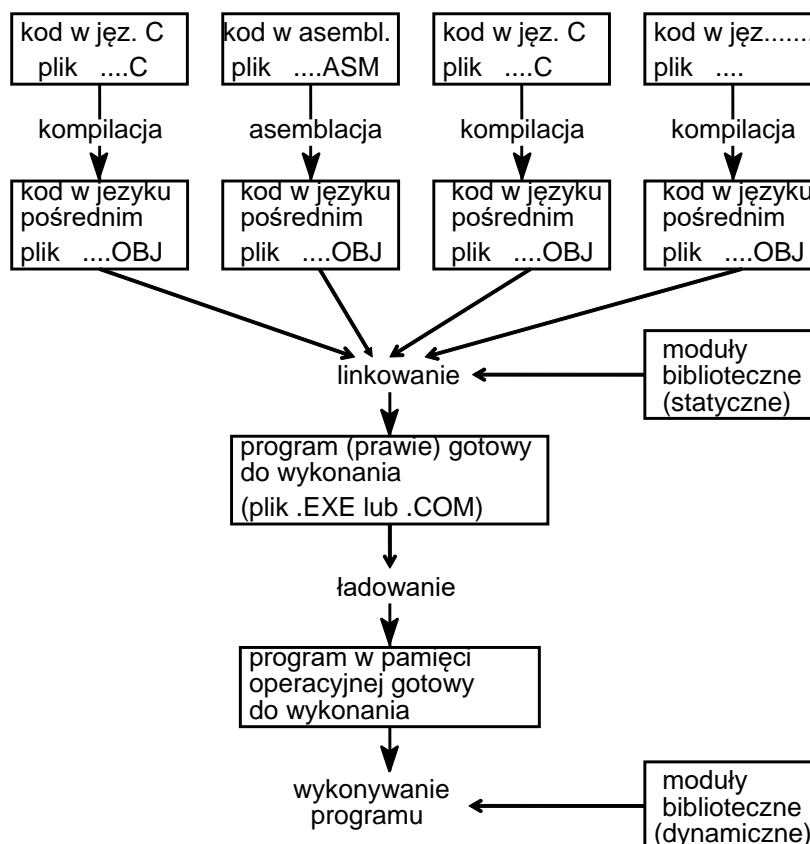 kod w jęz. C
plik ....C
kod w asembl.
plik ....ASM
kod w jęz. C
plik ....C
kod w jęz.......
plik ....
kompilacja
asemblacja
kompilacja
kompilacja
kod w jezyku
pośrednim
plik ....OBJ
kod w języku
pośrednim
plik ....OBJ
kod w języku
pośrednim
plik ....OBJ
kod w języku
pośrednim
plik ....OBJ
linkowanie
moduły
biblioteczne
(statyczne)
program (prawie) gotowy
do wykonania
(plik .EXE lub .COM)
ładowanie
program w pamięci
operacyjnej gotowy
do wykonania
wykonywanie
programu
moduły
biblioteczne
(dynamiczne)